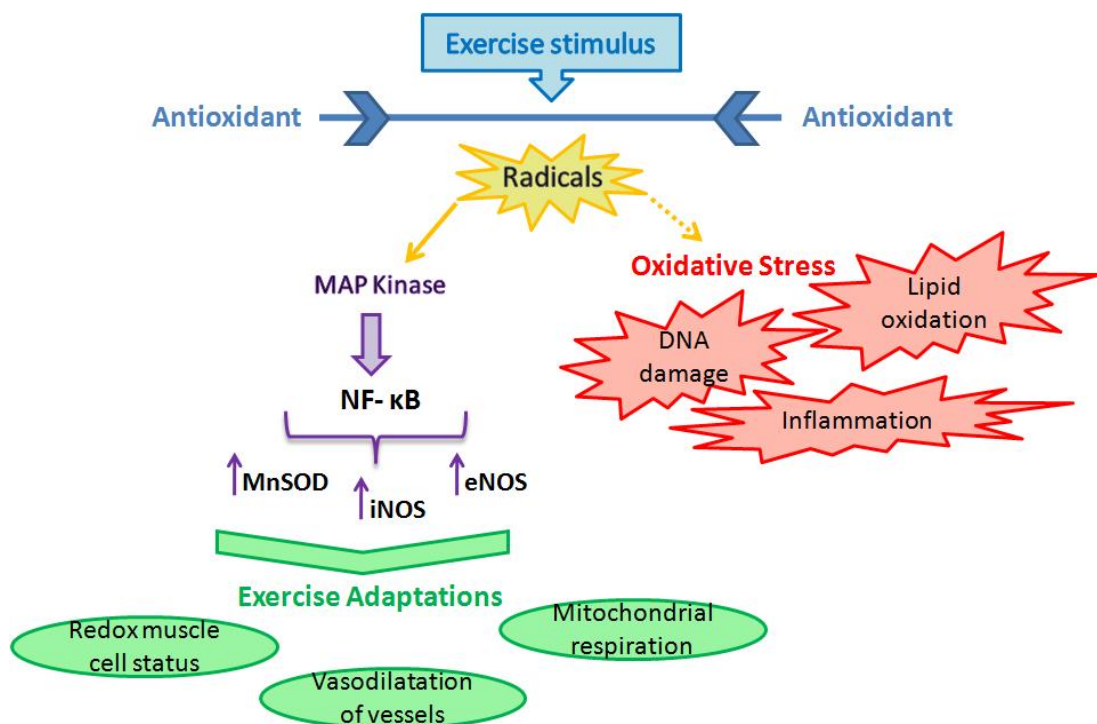 Exercise stimulus
Antioxidant
Antioxidant
Radicals
MAP Kinase
NF- κB
MnSOD
iNOS
eNOS
Exercise Adaptations
Redox muscle
cell status
Vasodilatation
of vessels
Mitochondrial
respiration
Oxidative Stress
Lipid
oxidation
DNA
damage
Inflammation